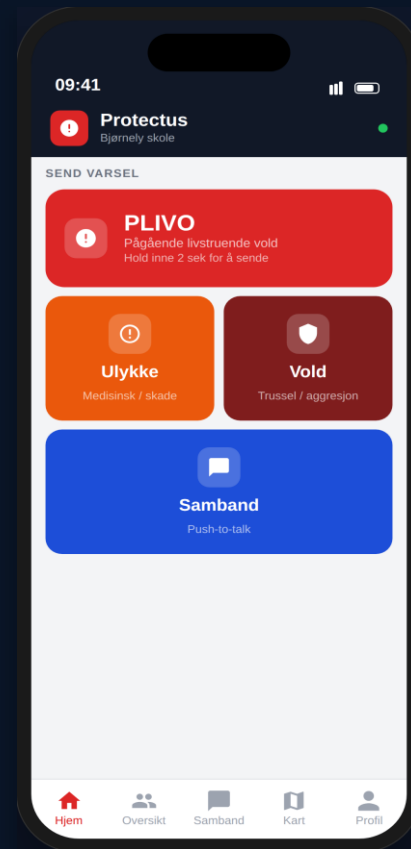 09:41
Protectus
Bjørnely skole
SEND VARSEL
PLIVO
Pågående livstruende vold
Hold inne 2 sek for å sende
Ulykke
Medisinsk / skade
Vold
Trussel / aggresjon
Samband
Push-to-talk
Hjem
Oversikt
Samband
Kart
Profil